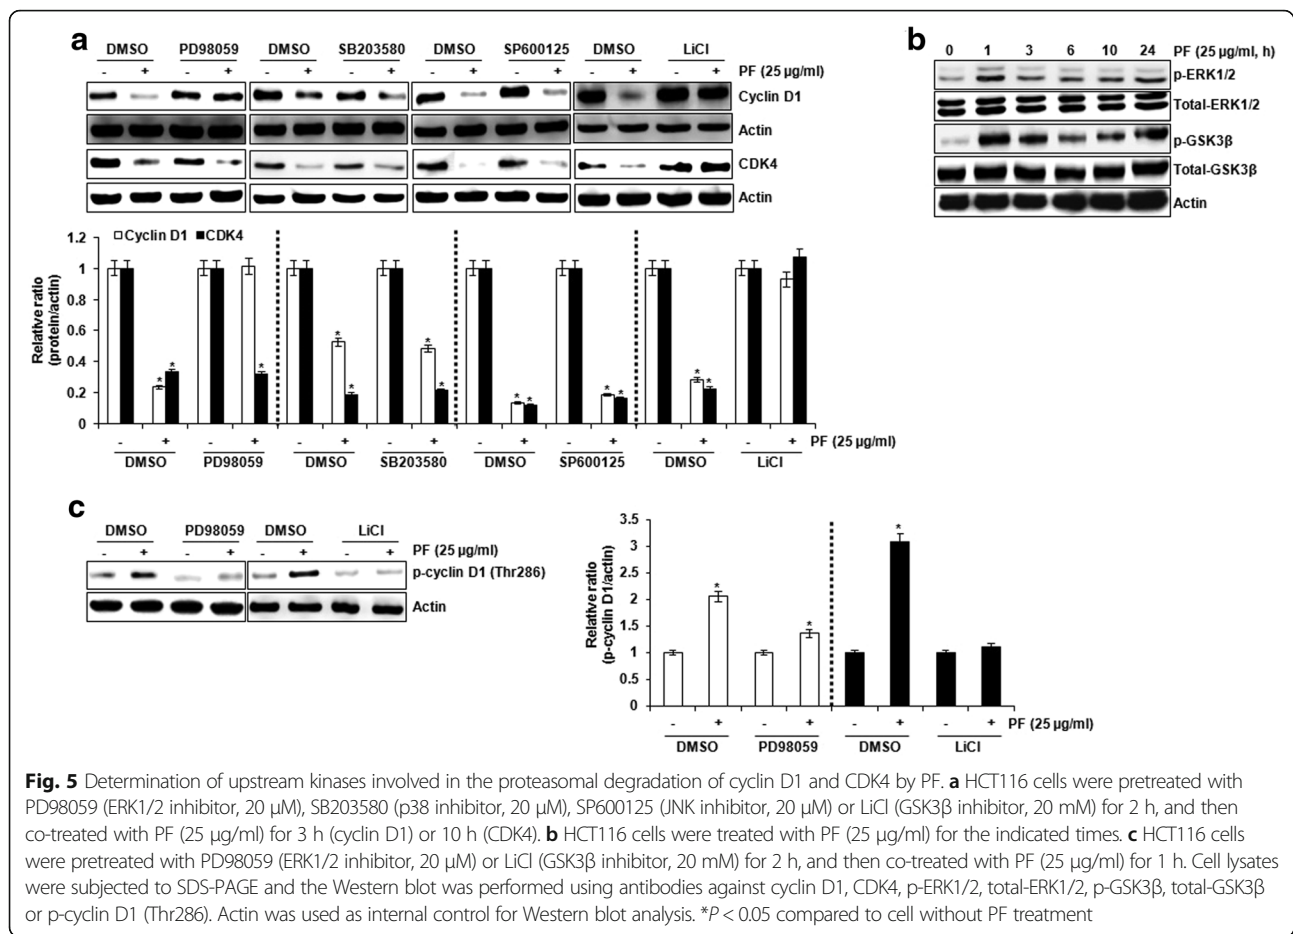 a
DMSO PD98059 DMSO SB203580 DMSO SP600125 DMSO LiCl
- + - + - + - + - + - + - + - + PF (25 µg/ml)
Cyclin D1
Actin
CDK4
Actin
b
0 1 3 6 10 24 PF (25 µg/ml, h)
p-ERK1/2
Total-ERK1/2
p-GSK3β
Total-GSK3β
Actin
Relative ratio
(protein/actin)
1.2
1
0.8
0.6
0.4
0.2
0
Cyclin D1 CDK4
* * * * * * * * * * * * *
- + - + - + - + - + - + - + - + PF (25 µg/ml)
DMSO PD98059 DMSO SB203580 DMSO SP600125 DMSO LiCl
c
DMSO PD98059 DMSO LiCl
- + - + - + - + PF (25 µg/ml)
p-cyclin D1 (Thr286)
Actin
Relative ratio
(p-cyclin D1/actin)
3.5
3
2.5
2
1.5
1
0.5
0
* * *
- + - + - + - + PF (25 µg/ml)
DMSO PD98059 DMSO LiCl
Fig. 5 Determination of upstream kinases involved in the proteasomal degradation of cyclin D1 and CDK4 by PF. a HCT116 cells were pretreated with
PD98059 (ERK1/2 inhibitor, 20 µM), SB203580 (p38 inhibitor, 20 µM), SP600125 (JNK inhibitor, 20 µM) or LiCl (GSK3β inhibitor, 20 mM) for 2 h, and then
co-treated with PF (25 µg/ml) for 3 h (cyclin D1) or 10 h (CDK4). b HCT116 cells were treated with PF (25 µg/ml) for the indicated times. c HCT116 cells
were pretreated with PD98059 (ERK1/2 inhibitor, 20 µM) or LiCl (GSK3β inhibitor, 20 mM) for 2 h, and then co-treated with PF (25 µg/ml) for 1 h. Cell lysates
were subjected to SDS-PAGE and the Western blot was performed using antibodies against cyclin D1, CDK4, p-ERK1/2, total-ERK1/2, p-GSK3β, total-GSK3β
or p-cyclin D1 (Thr286). Actin was used as internal control for Western blot analysis. *P < 0.05 compared to cell without PF treatment